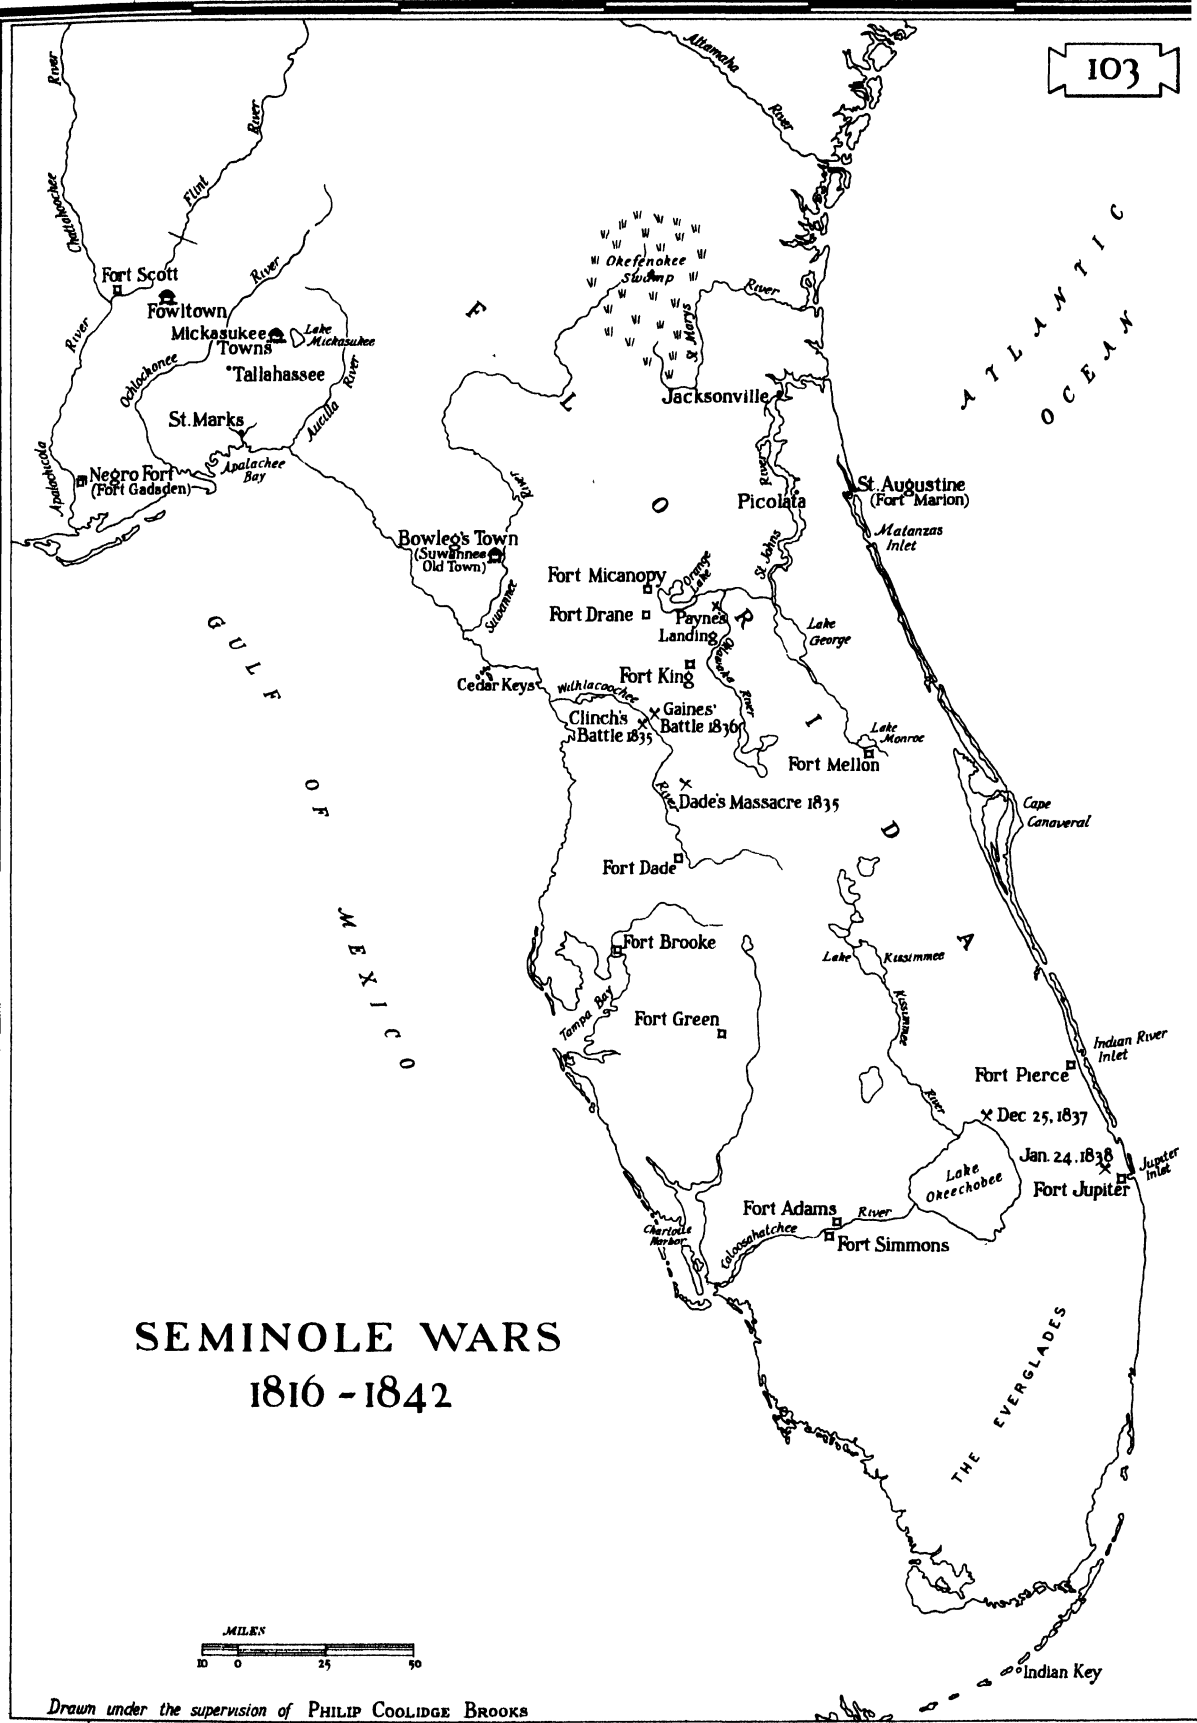 103
Altamaha
River
River
Chattahoochee
River
Flint
Fort Scott
Fowltown
River
Okefenokee
Swamp
River
St Marys
ATLANTIC
OCEAN
River
Mickasukee
Towns
Lake
Mickasukee
Tallahassee
Ochlockonee
River
Aucilla
St. Marks
Apalachee
Bay
Apalachicola
Negro Fort
(Fort Gadsden)
FLORIDA
Jacksonville
River
Picolata
St Johns
St. Augustine
(Fort Marion)
Matanzas
Inlet
River
Bowleg's Town
(Suwannee
Old Town)
Suwannee
Fort Micanopy
Orange
Lake
Fort Drane
Payne's
Landing
Lake
George
Fort King
Oklawaha
River
Cedar Keys
Withlacoochee
Clinch's
Battle 1835
Gaines'
Battle 1836
Lake
Monroe
Fort Mellon
River
Dade's Massacre 1835
Cape
Canaveral
Fort Dade
GULF
OF
MEXICO
Fort Brooke
Lake Kissimmee
Kissimmee
River
Tampa Bay
Fort Green
Indian River
Inlet
Fort Pierce
Dec 25, 1837
Jan. 24, 1838
Jupiter
Inlet
Fort Jupiter
Lake
Okeechobee
Fort Adams
River
Caloosahatchee
Fort Simmons
Charlotte
Harbor
THE EVERGLADES
SEMINOLE WARS
1816 - 1842
MILES
10 0 25 50
Indian Key
Drawn under the supervision of PHILIP COOLIDGE BROOKS